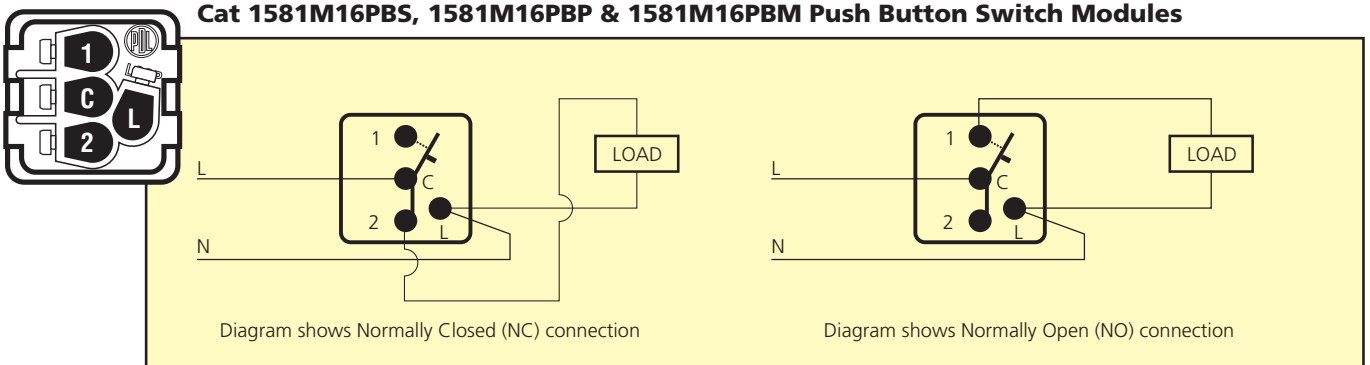 Cat 1581M16PBS, 1581M16PBP & 1581M16PBM Push Button Switch Modules
PDL
1
C
2
L
1
C
2
L
L
N
LOAD
Diagram shows Normally Closed (NC) connection
1
C
2
L
L
N
LOAD
Diagram shows Normally Open (NO) connection